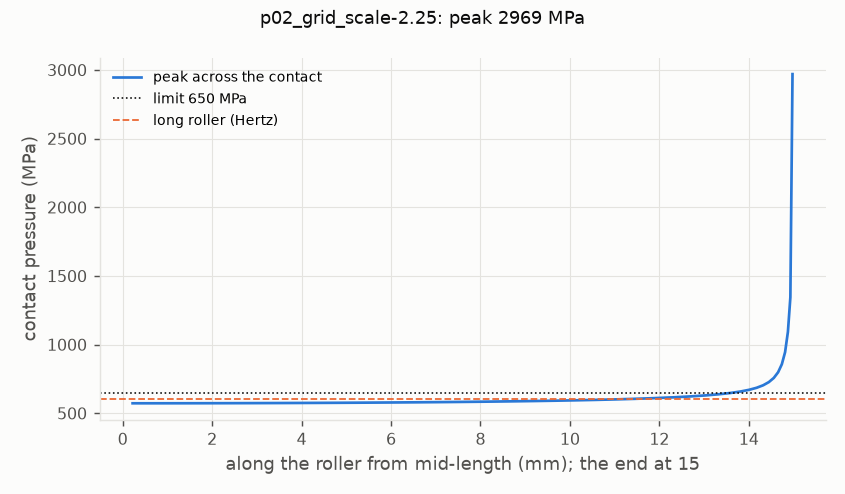 p02_grid_scale-2.25: peak 2969 MPa
peak across the contact
limit 650 MPa
long roller (Hertz)
contact pressure (MPa)
3000
2500
2000
1500
1000
500
0 2 4 6 8 10 12 14
along the roller from mid-length (mm); the end at 15